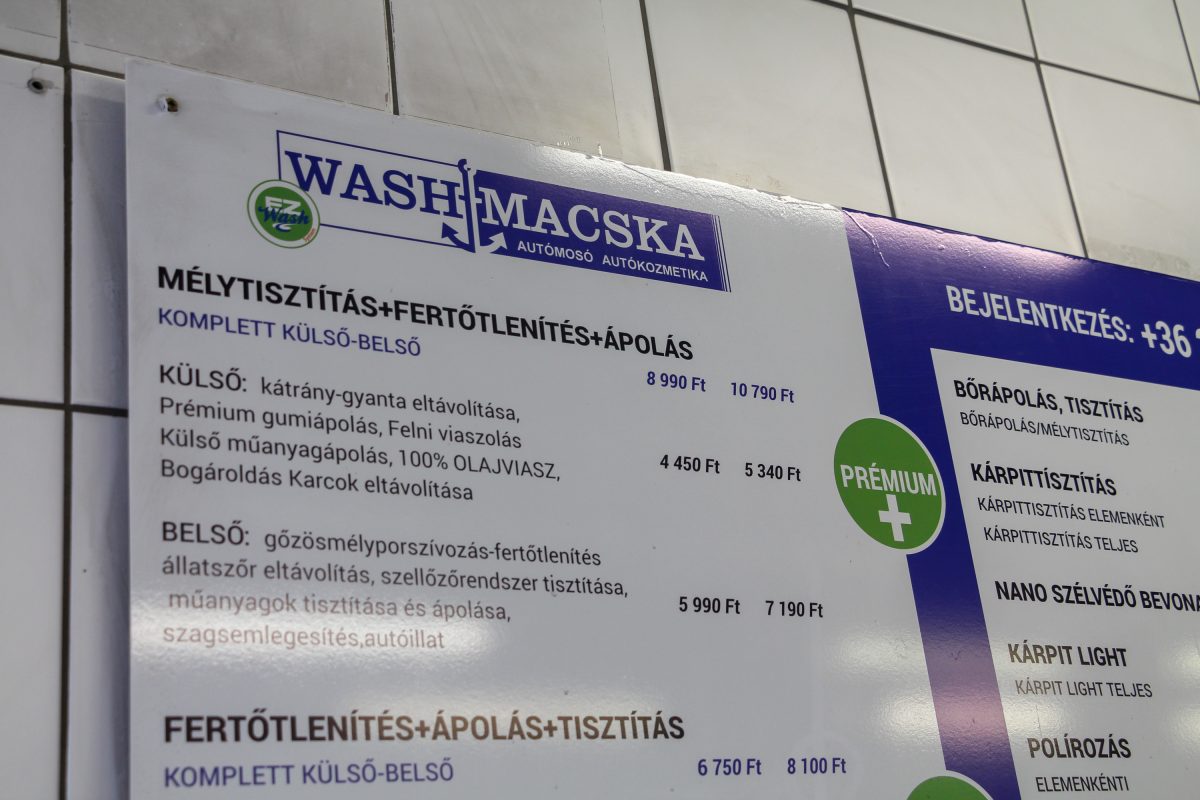 WASH MACSKA
EZ
Wash
AUTÓMOSÓ AUTÓKOZMETIKA
MÉLYTISZTÍTÁS+FERTŐTLENÍTÉS+ÁPOLÁS
KOMPLETT KÜLSŐ-BELSŐ
8 990 Ft 10 790 Ft
KÜLSŐ: kátrány-gyanta eltávolítása,
Prémium gumiápolás, Felni viaszolás
Külső műanyagápolás, 100% OLAJVIASZ,
Bogároldás Karcok eltávolítása
4 450 Ft 5 340 Ft
BELSŐ: gőzösmélyporszívozás-fertőtlenítés
állatszőr eltávolítás, szellőzőrendszer tisztítása,
műanyagok tisztítása és ápolása,
szagsemlegesítés,autóillat
5 990 Ft 7 190 Ft
FERTŐTLENÍTÉS+ÁPOLÁS+TISZTÍTÁS
KOMPLETT KÜLSŐ-BELSŐ
6 750 Ft 8 100 Ft
PRÉMIUM
+
BEJELENTKEZÉS: +36
BŐRÁPOLÁS, TISZTÍTÁS
BŐRÁPOLÁS/MÉLYTISZTÍTÁS
KÁRPITTÍSZTÍTÁS
KÁRPITTISZTÍTÁS ELEMENKÉNT
KÁRPITTISZTÍTÁS TELJES
NANO SZÉLVÉDŐ BEVONA
KÁRPIT LIGHT
KÁRPIT LIGHT TELJES
POLÍROZÁS
ELEMENKÉNTI